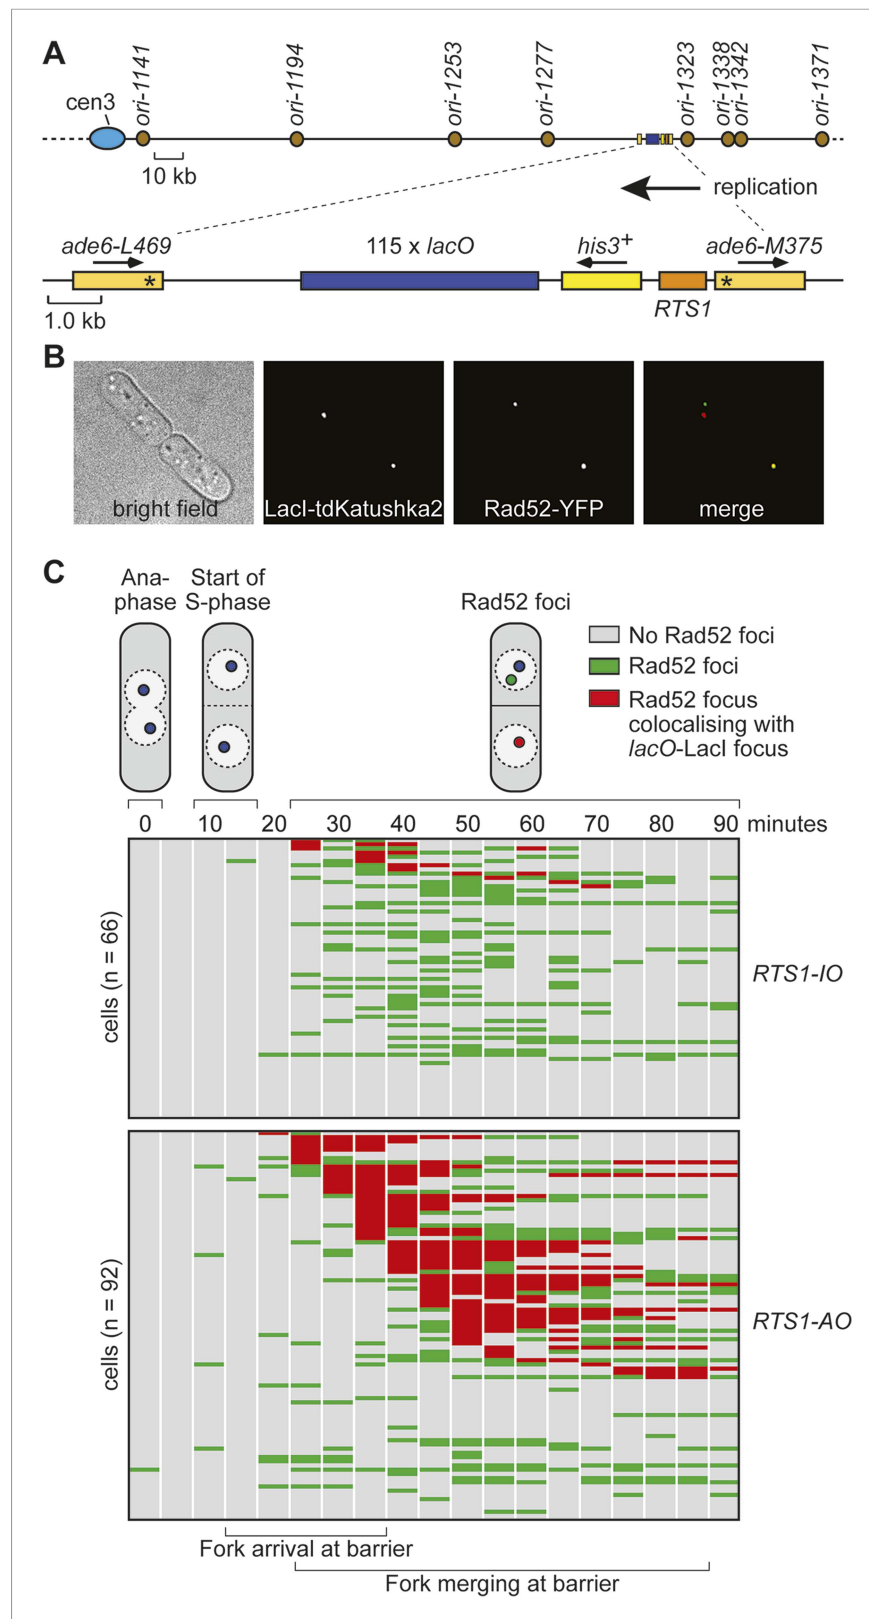 A
cen3
ori-1141
ori-1194
ori-1253
ori-1277
ori-1323
ori-1338
ori-1342
ori-1371
10 kb
replication
ade6-L469
115 x lacO
his3+
ade6-M375
*
*
RTS1
1.0 kb
B
bright field
LacI-tdKatushka2
Rad52-YFP
merge
C
Ana-
phase
Start of
S-phase
Rad52 foci
No Rad52 foci
Rad52 foci
Rad52 focus
colocalising with
lacO-LacI focus
0 10 20 30 40 50 60 70 80 90 minutes
cells (n = 66)
RTS1-IO
cells (n = 92)
RTS1-AO
Fork arrival at barrier
Fork merging at barrier